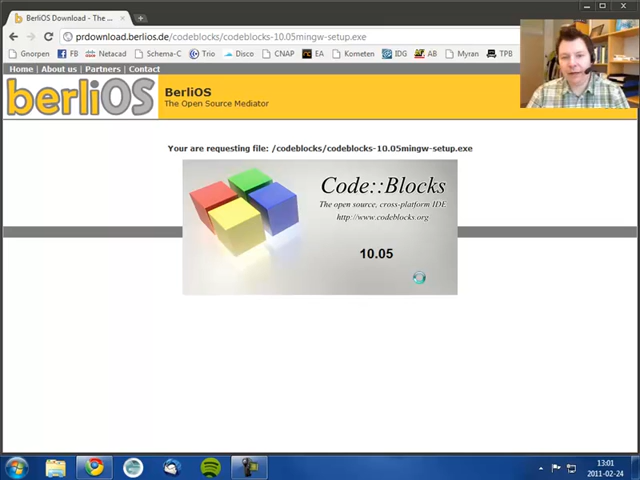 BerliOS Download - The ...
prdownload.berlios.de/codeblocks/codeblocks-10.05mingw-setup.exe
Gnorpen FB Netacad Schema-C Trio Disco CNAP EA Kometen IDG AB Myran TPB
Home | About us | Partners | Contact
berliOS
BerliOS
The Open Source Mediator
Your are requesting file: /codeblocks/codeblocks-10.05mingw-setup.exe
Code::Blocks
The open source, cross-platform IDE
http://www.codeblocks.org
10.05
13:01
2011-02-24